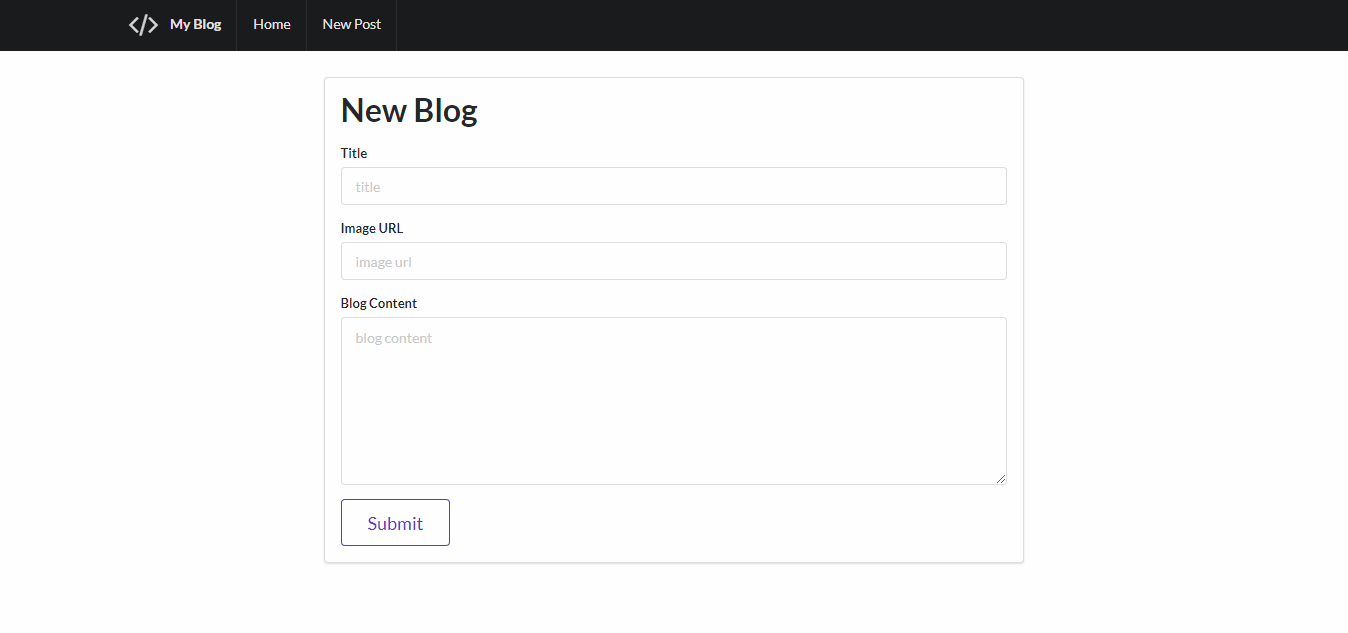 My Blog Home New Post
New Blog
Title
title
Image URL
image url
Blog Content
blog content
Submit